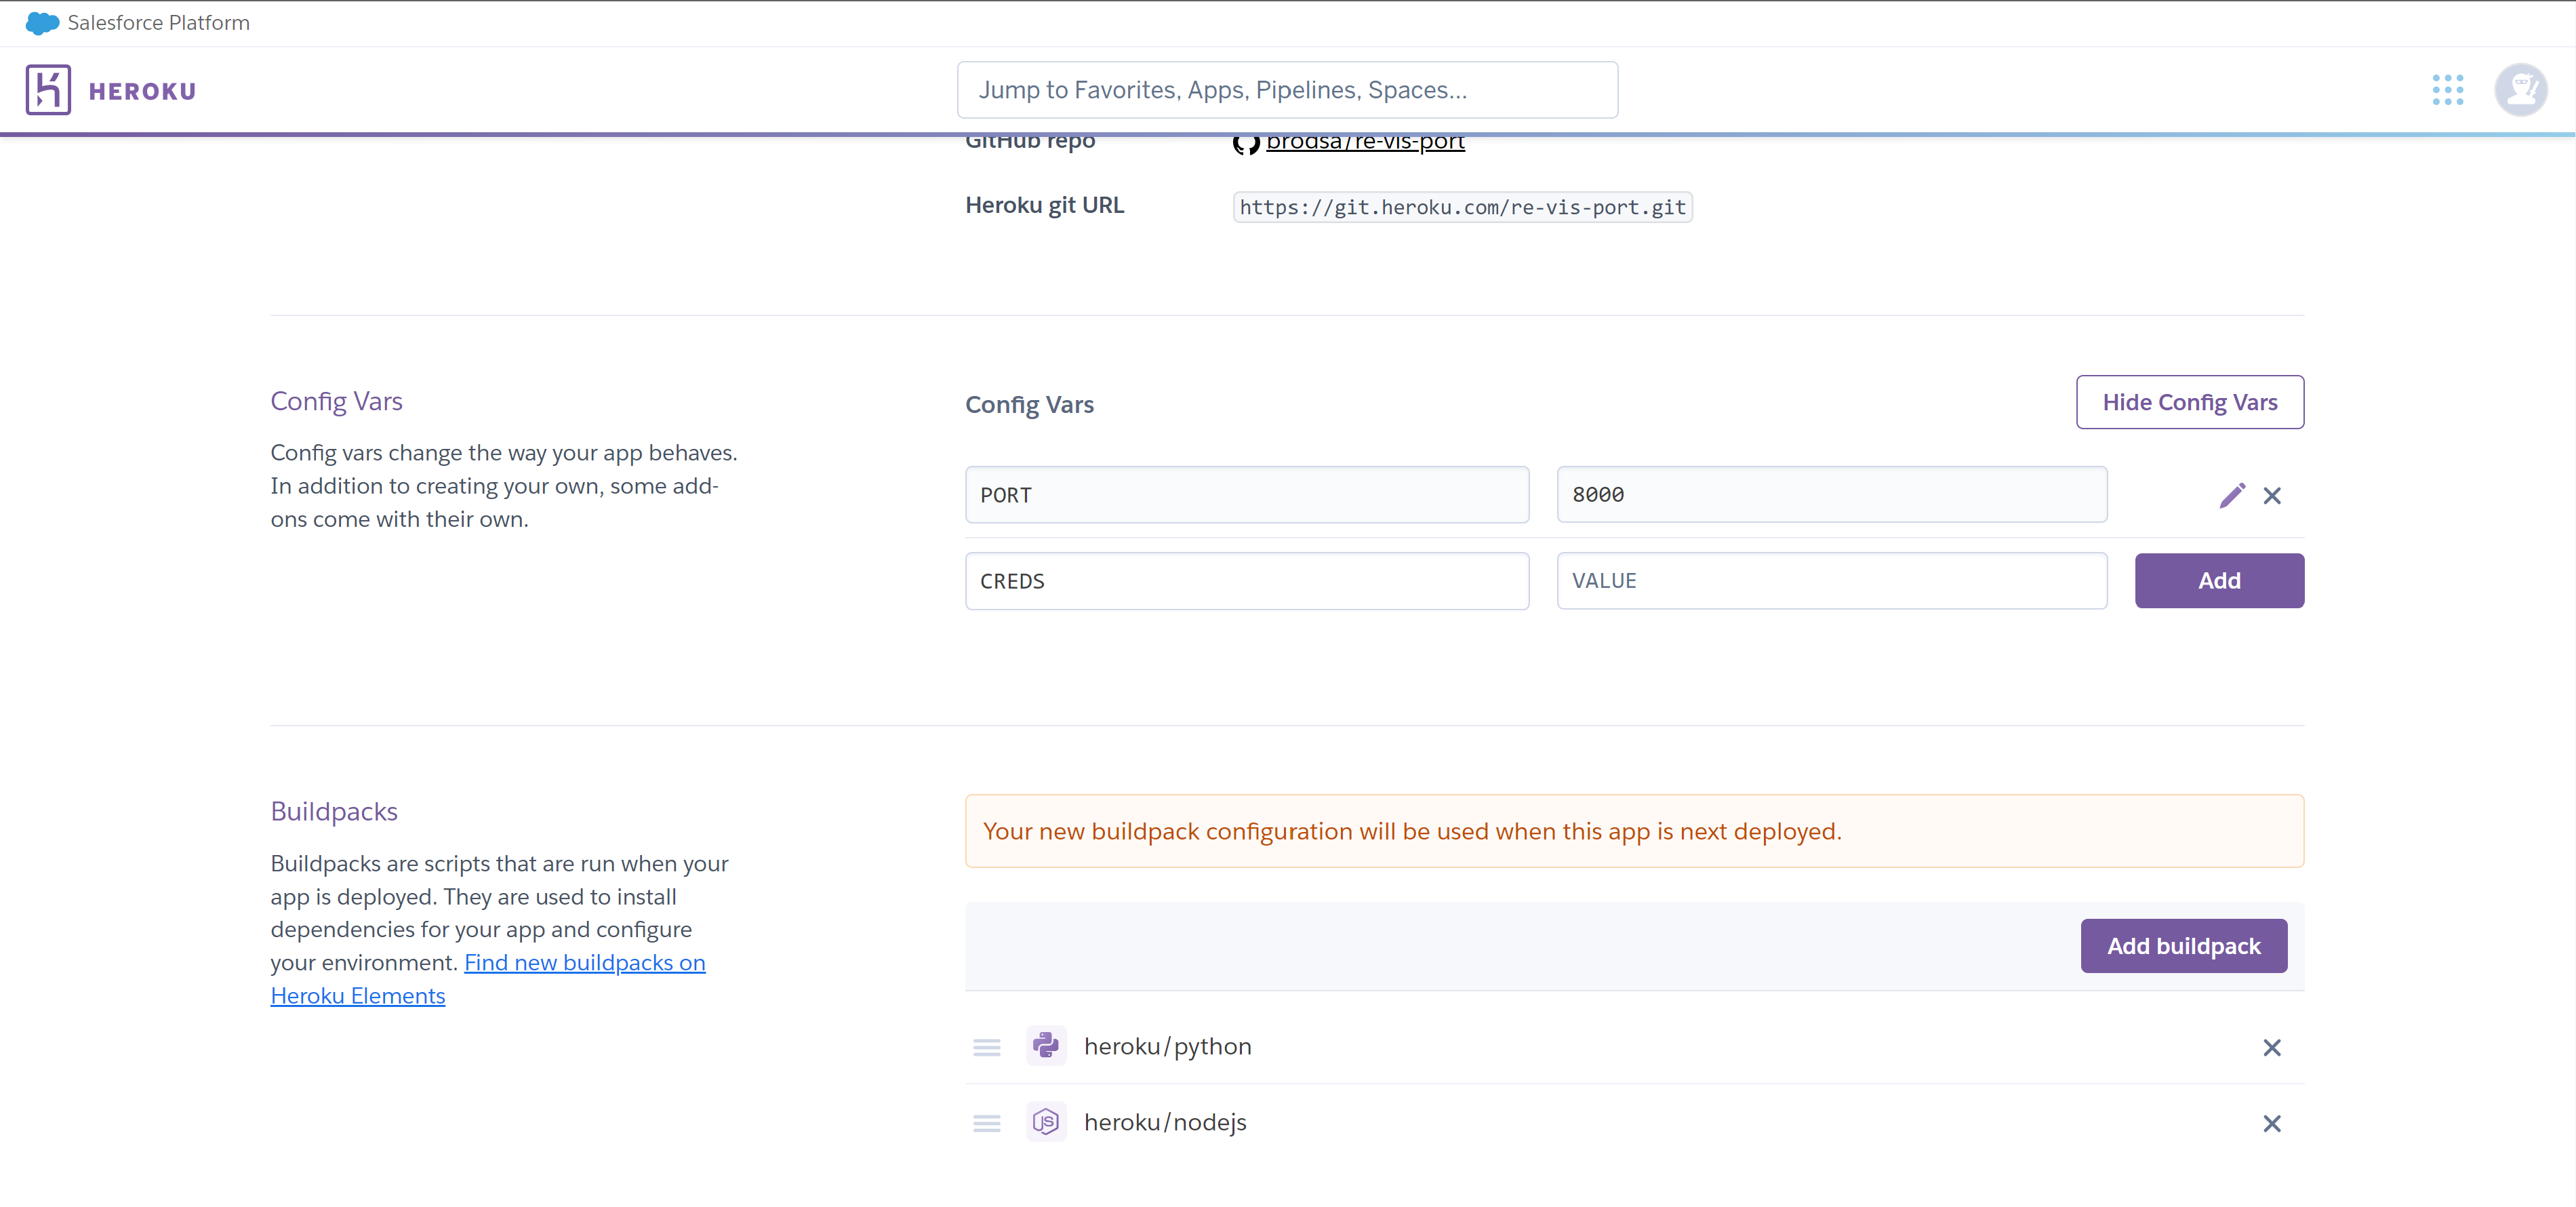 Salesforce Platform
HEROKU
Jump to Favorites, Apps, Pipelines, Spaces...
GitHub repo
brodsa/re-vis-port
Heroku git URL
https://git.heroku.com/re-vis-port.git
Config Vars
Config vars change the way your app behaves.
In addition to creating your own, some add-
ons come with their own.
Config Vars
Hide Config Vars
PORT
8000
CREDS
VALUE
Add
Buildpacks
Buildpacks are scripts that are run when your
app is deployed. They are used to install
dependencies for your app and configure
your environment. Find new buildpacks on
Heroku Elements
Your new buildpack configuration will be used when this app is next deployed.
Add buildpack
heroku/python
JS
heroku/nodejs